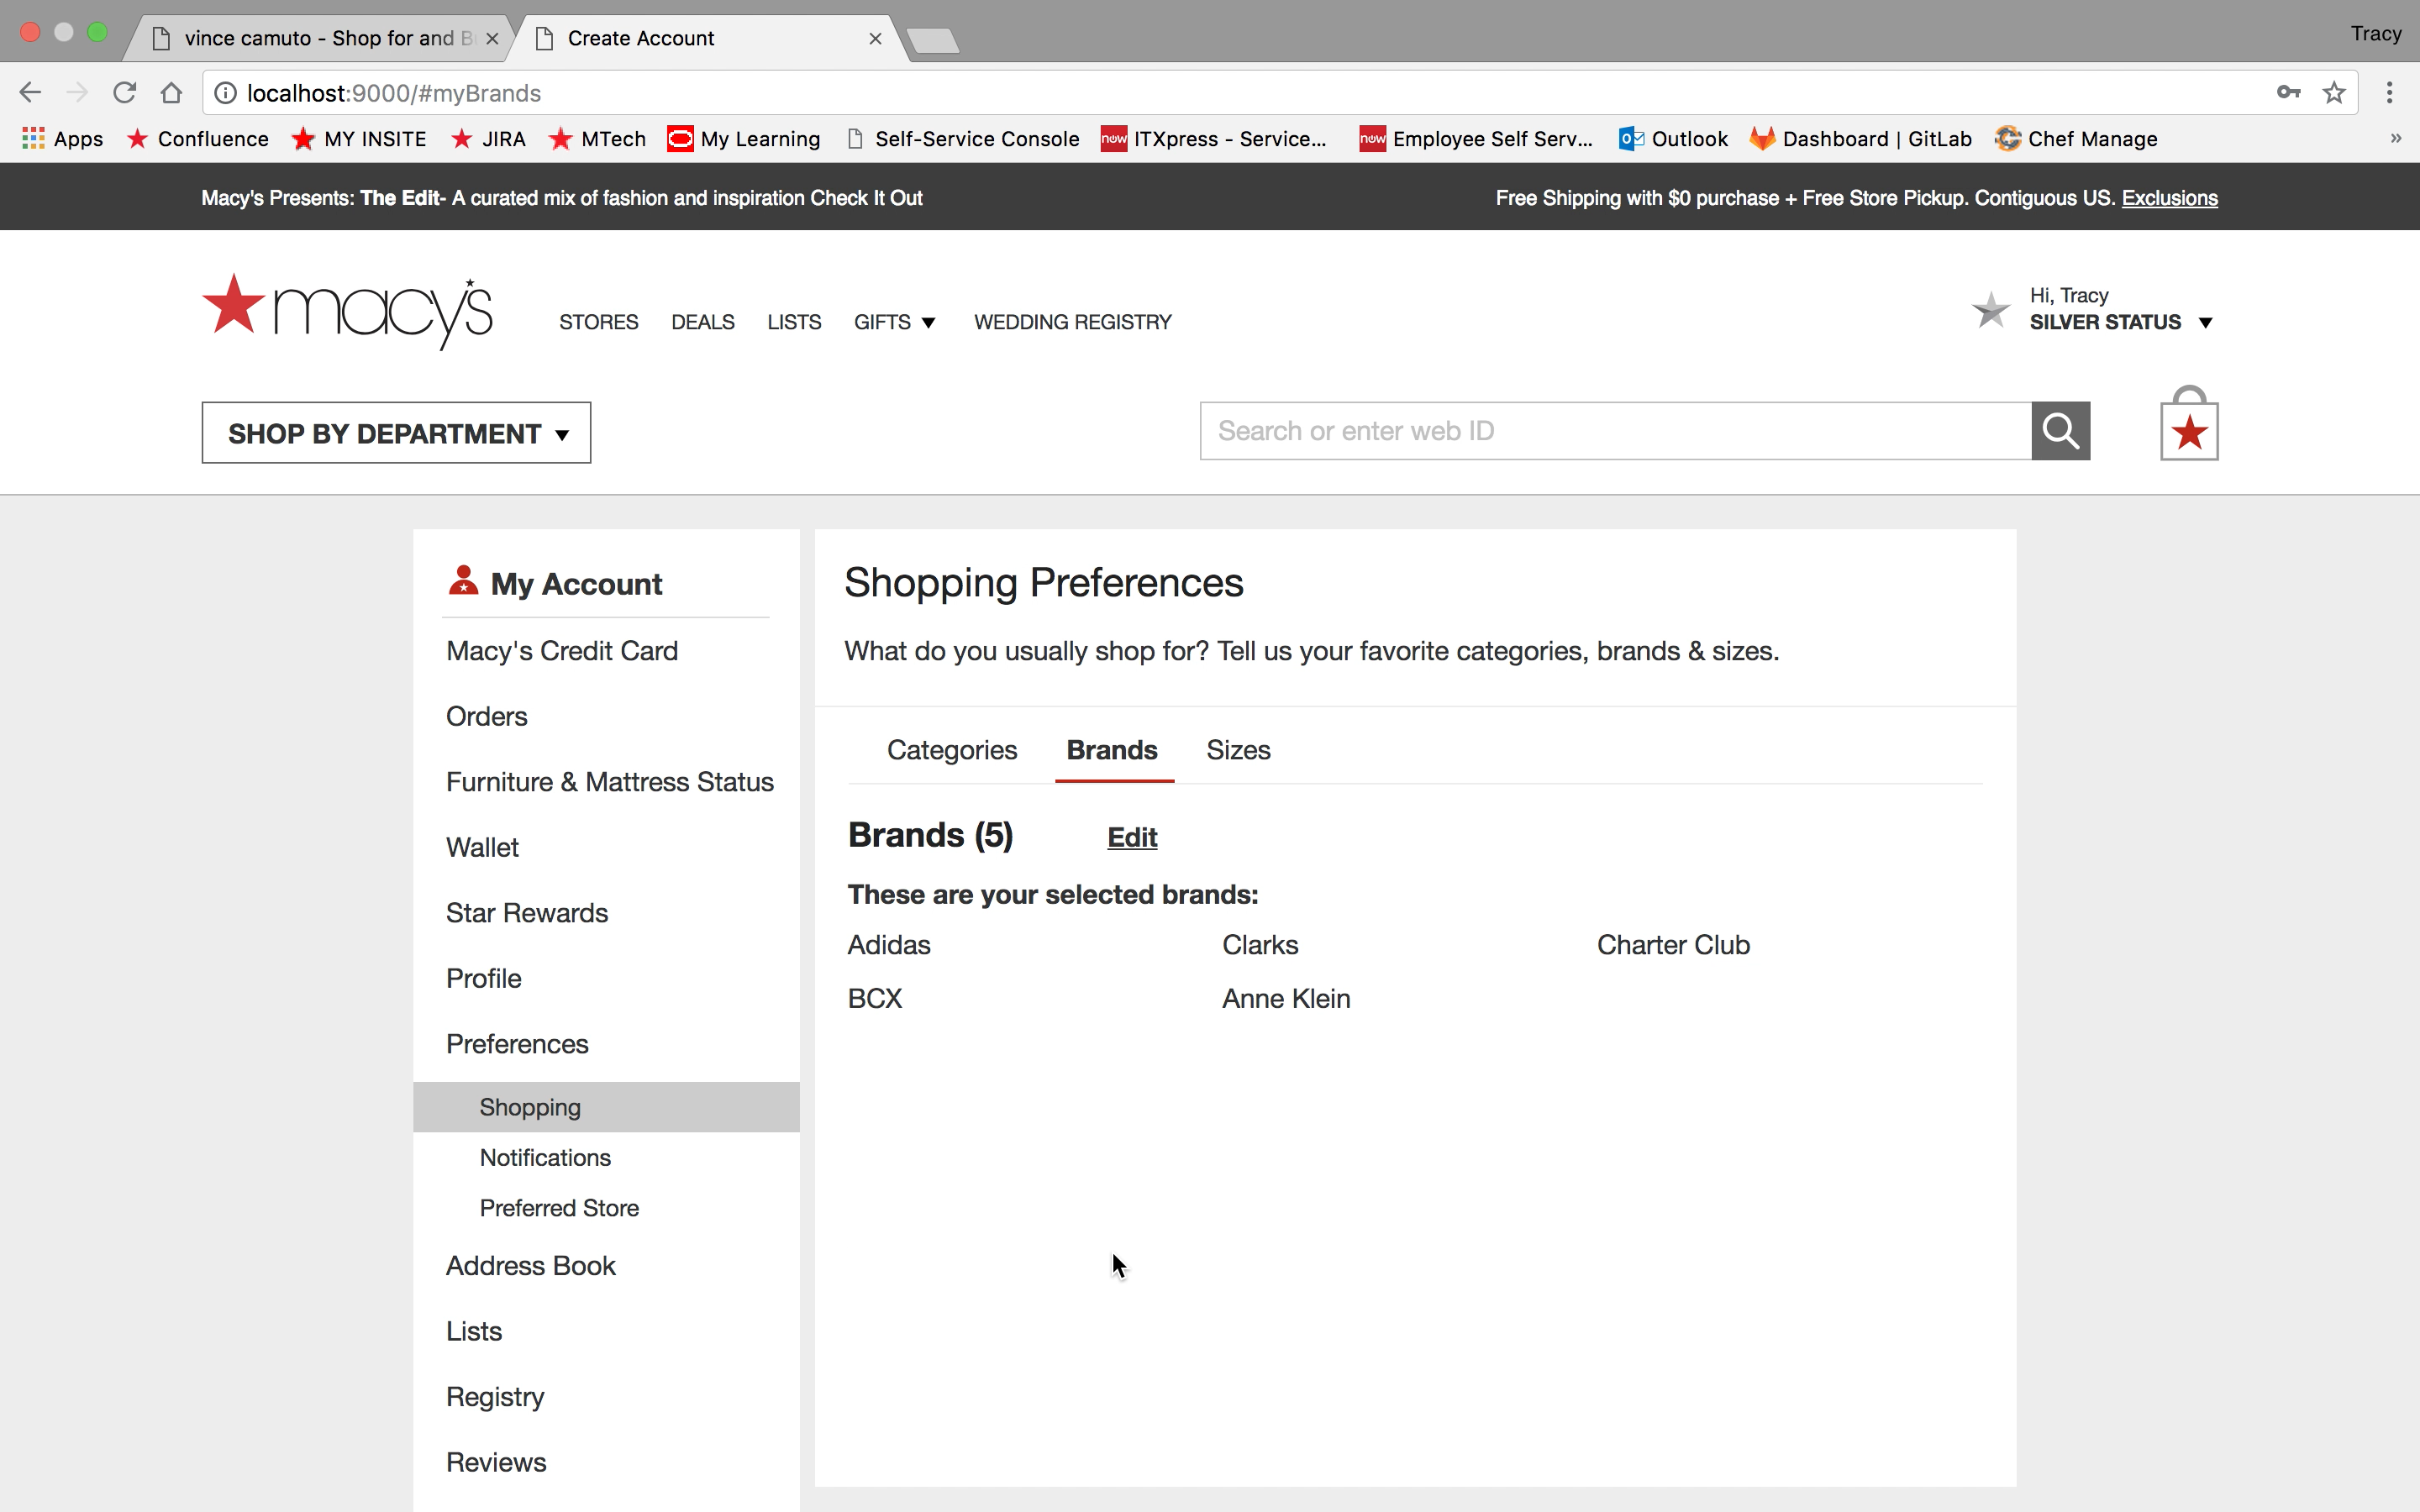 vince camuto - Shop for and B
Create Account
Tracy
localhost:9000/#myBrands
Apps
Confluence
MY INSITE
JIRA
MTech
My Learning
Self-Service Console
now ITXpress - Service...
now Employee Self Serv...
Outlook
Dashboard | GitLab
Chef Manage
»
Macy's Presents: The Edit- A curated mix of fashion and inspiration Check It Out
Free Shipping with $0 purchase + Free Store Pickup. Contiguous US. Exclusions
macy's
STORES
DEALS
LISTS
GIFTS
WEDDING REGISTRY
Hi, Tracy
SILVER STATUS
SHOP BY DEPARTMENT
Search or enter web ID
My Account
Macy's Credit Card
Orders
Furniture & Mattress Status
Wallet
Star Rewards
Profile
Preferences
Shopping
Notifications
Preferred Store
Address Book
Lists
Registry
Reviews
Shopping Preferences
What do you usually shop for? Tell us your favorite categories, brands & sizes.
Categories
Brands
Sizes
Brands (5)
Edit
These are your selected brands:
Adidas
Clarks
Charter Club
BCX
Anne Klein